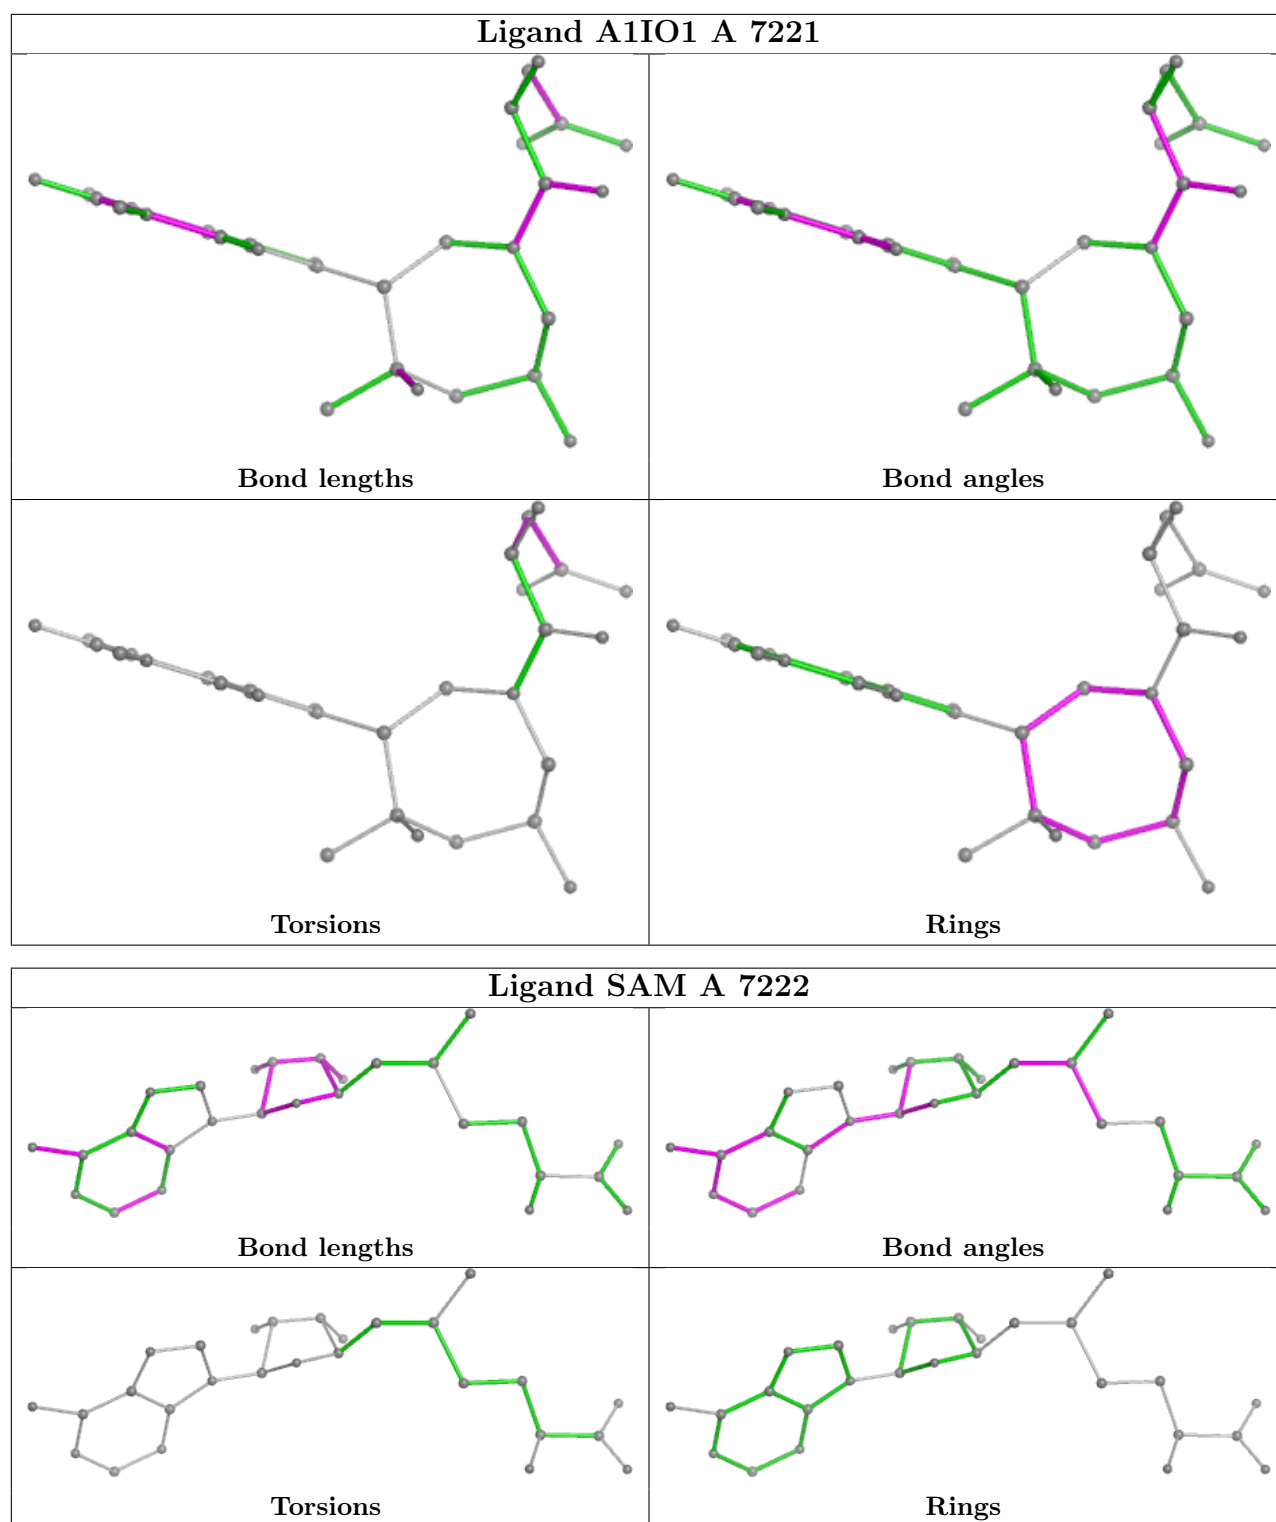 Ligand A1IO1 A 7221
Bond lengths
Bond angles
Torsions
Rings
Ligand SAM A 7222
Bond lengths
Bond angles
Torsions
Rings